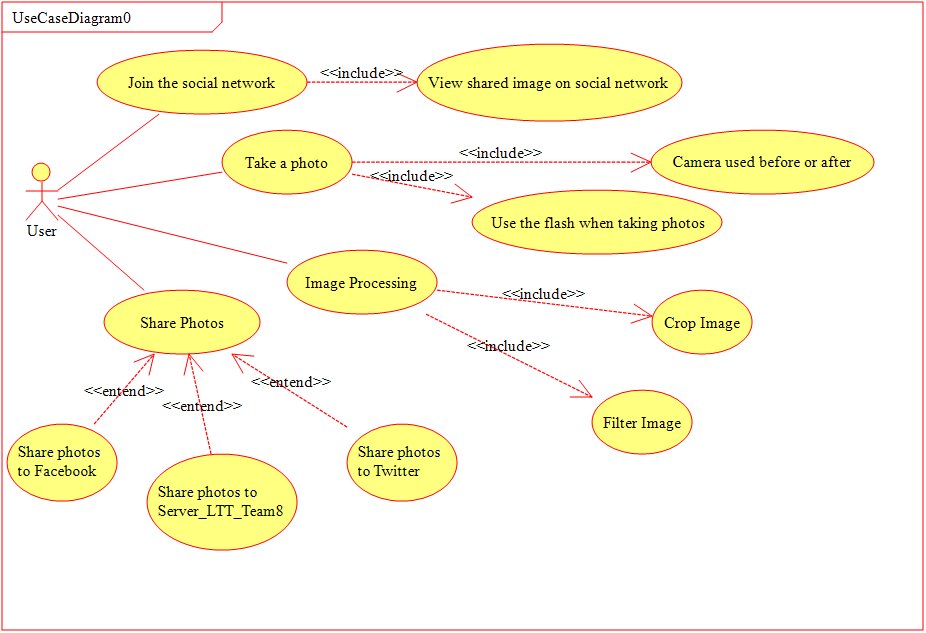 UseCaseDiagram0
Join the social network
<<include>>
View shared image on social network
Take a photo
<<include>>
Camera used before or after
<<include>>
Use the flash when taking photos
User
Image Processing
<<include>>
Crop Image
Share Photos
<<include>>
Filter Image
<<entend>>
<<entend>>
<<entend>>
Share photos
to Facebook
Share photos to
Server_LTT_Team8
Share photos
to Twitter